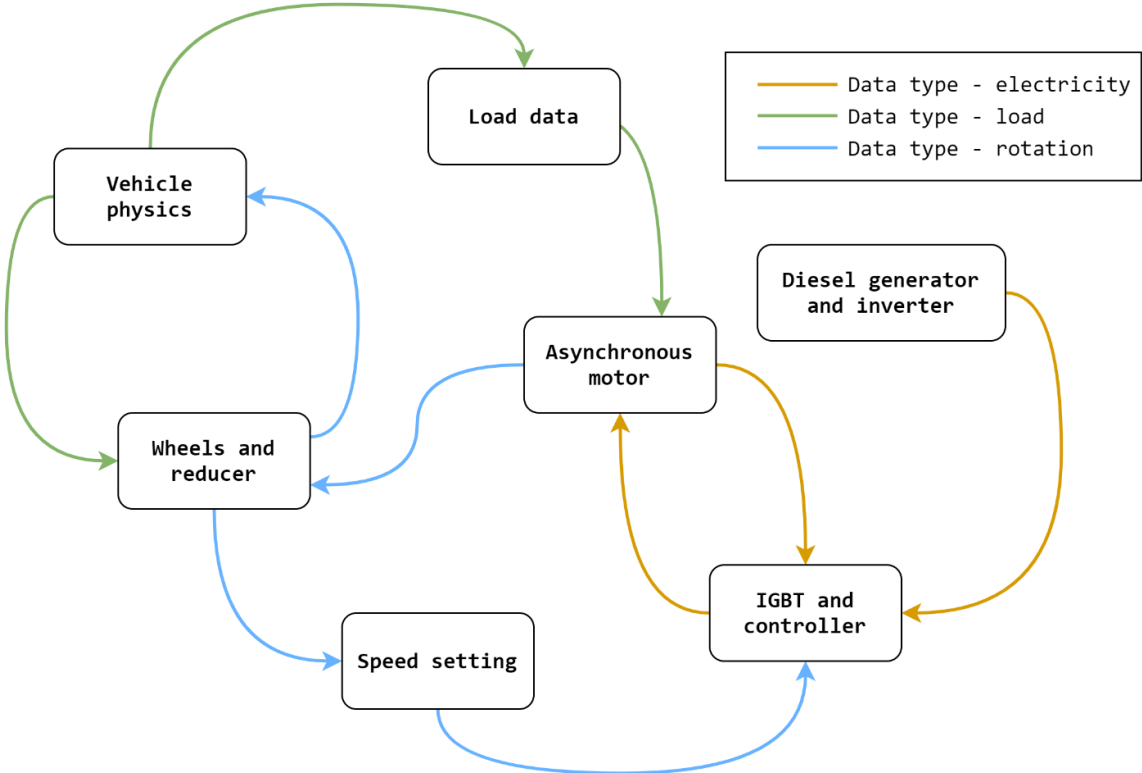 Load data
Data type - electricity
Data type - load
Data type - rotation
Vehicle
physics
Diesel generator
and inverter
Asynchronous
motor
Wheels and
reducer
IGBT and
controller
Speed setting